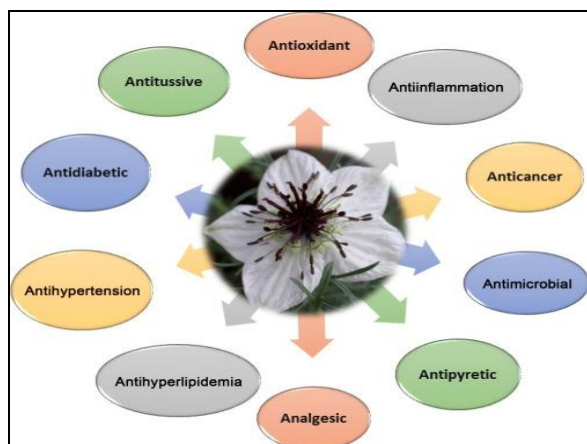 Antioxidant
Antiinflammation
Anticancer
Antimicrobial
Antipyretic
Analgesic
Antihyperlipidemia
Antihypertension
Antidiabetic
Antitussive